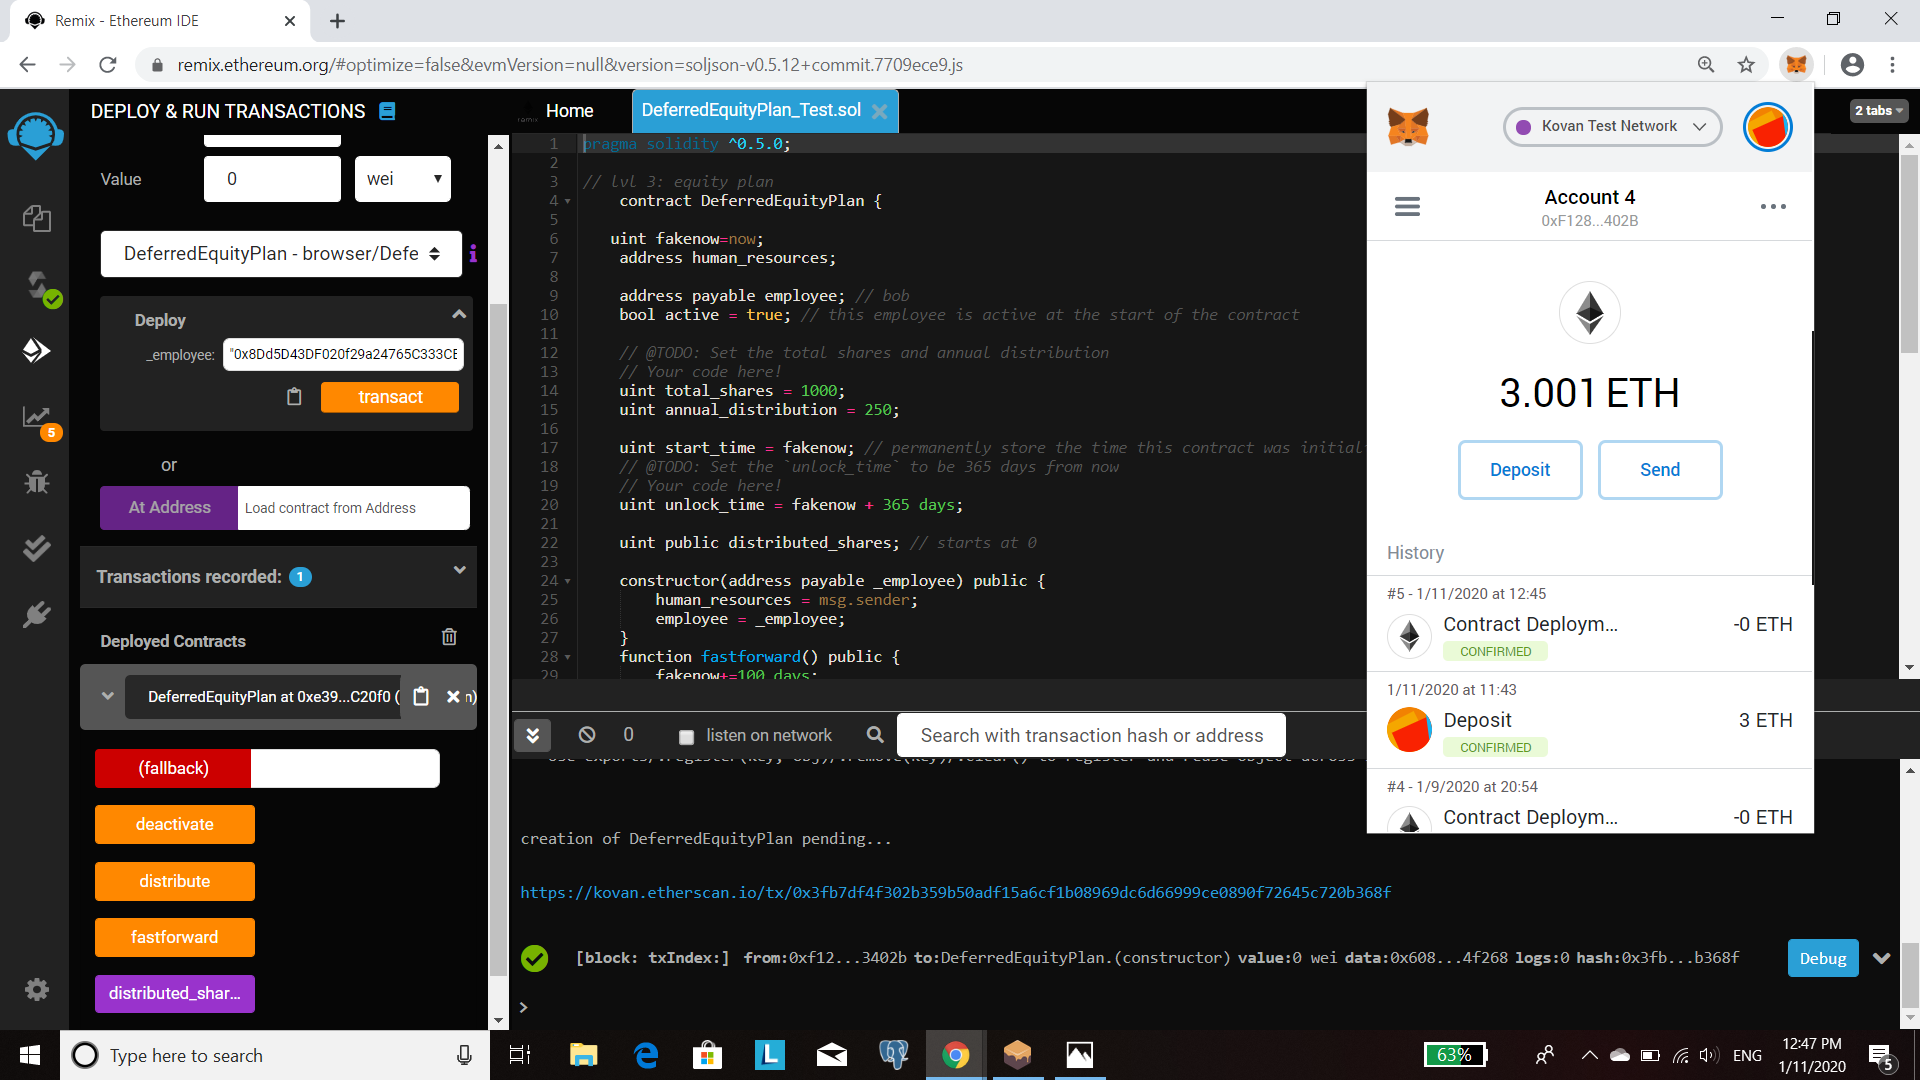 Remix - Ethereum IDE
remix.ethereum.org/#optimize=false&evmVersion=null&version=soljson-v0.5.12+commit.7709ece9.js
DEPLOY & RUN TRANSACTIONS
Value
0
wei
DeferredEquityPlan - browser/Defe
i
Deploy
_employee:
"0x8Dd5D43DF020f29a24765C333CE
transact
or
At Address
Load contract from Address
Transactions recorded: 1
Deployed Contracts
DeferredEquityPlan at 0xe39...C20f0 (
n)
(fallback)
deactivate
distribute
fastforward
distributed_shar...
5
Home
DeferredEquityPlan_Test.sol
2 tabs
1 pragma solidity ^0.5.0;
2
3 // lvl 3: equity plan
4 contract DeferredEquityPlan {
5
6 uint fakenow=now;
7 address human_resources;
8
9 address payable employee; // bob
10 bool active = true; // this employee is active at the start of the contract
11
12 // @TODO: Set the total shares and annual distribution
13 // Your code here!
14 uint total_shares = 1000;
15 uint annual_distribution = 250;
16
17 uint start_time = fakenow; // permanently store the time this contract was initial
18 // @TODO: Set the `unlock_time` to be 365 days from now
19 // Your code here!
20 uint unlock_time = fakenow + 365 days;
21
22 uint public distributed_shares; // starts at 0
23
24 constructor(address payable _employee) public {
25 human_resources = msg.sender;
26 employee = _employee;
27 }
28 function fastforward() public {
29 fakenow+=100 days;
0
listen on network
Search with transaction hash or address
creation of DeferredEquityPlan pending...
https://kovan.etherscan.io/tx/0x3fb7df4f302b359b50adf15a6cf1b08969dc6d66999ce0890f72645c720b368f
[block: txIndex:] from:0xf12...3402b to:DeferredEquityPlan.(constructor) value:0 wei data:0x608...4f268 logs:0 hash:0x3fb...b368f
Debug
>
Kovan Test Network
Account 4
0xF128...402B
3.001 ETH
Deposit
Send
History
#5 - 1/11/2020 at 12:45
Contract Deploym...
-0 ETH
CONFIRMED
1/11/2020 at 11:43
Deposit
3 ETH
CONFIRMED
#4 - 1/9/2020 at 20:54
Contract Deploym...
-0 ETH
Type here to search
L
63%
ENG
12:47 PM
1/11/2020
5